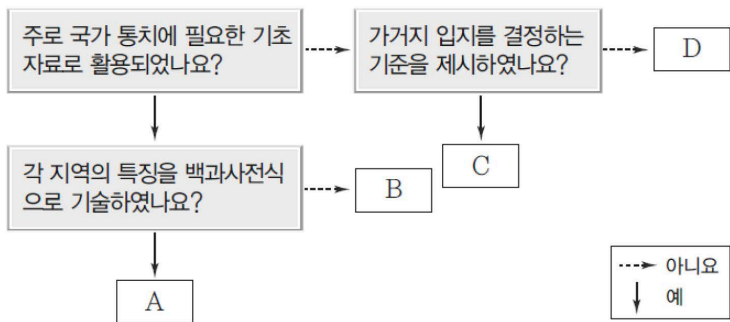 주로 국가 통치에 필요한 기초
자료로 활용되었나요?
가거지 입지를 결정하는
기준을 제시하였나요?
D
각 지역의 특징을 백과사전식
으로 기술하였나요?
B
C
A
아니요
예